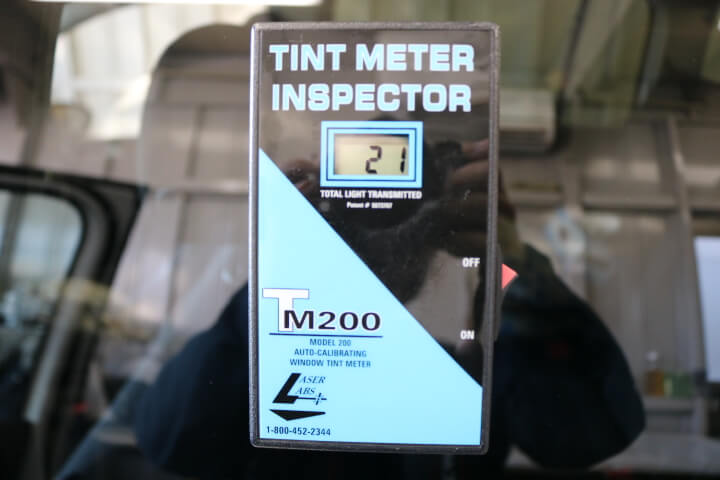 TINT METER
INSPECTOR
21
TOTAL LIGHT TRANSMITTED
OFF
ON
TM200
MODEL 200
AUTO-CALIBRATING
WINDOW TINT METER
LASER
LABS
1-800-452-2344